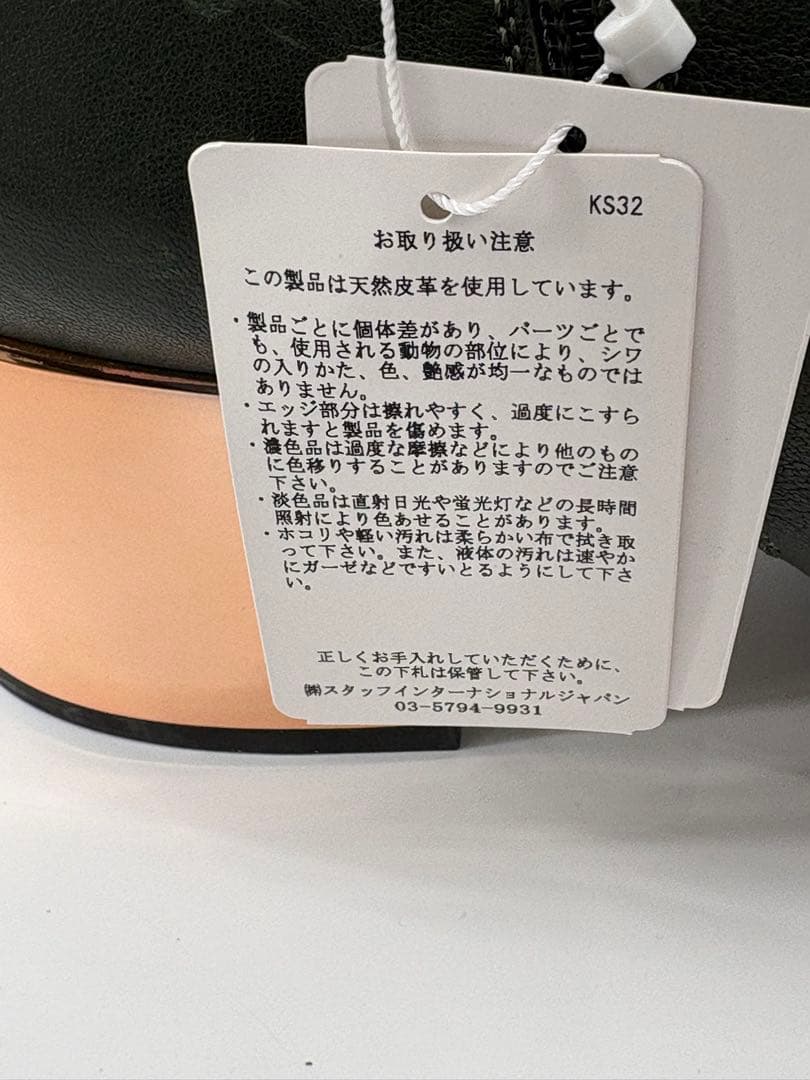 KS32
お取り扱い注意
この製品は天然皮革を使用しています。
・製品ごとに個体差があり、パーツごとで
も、使用される動物の部位により、シワ
の入りかた、色、艶感が均一なものでは
ありません。
・エッジ部分は擦れやすく、過度にこすら
れますと製品を傷めます。
・濃色品は過度な摩擦などにより他のもの
に色移りすることがありますのでご注意
下さい。
・淡色品は直射日光や蛍光灯などの長時間
照射により色あせることがあります。
・ホコリや軽い汚れは柔らかい布で拭き取
って下さい。また、液体の汚れは速やか
にガーゼなどですいとるようにして下さ
い。
正しくお手入れしていただくために、
この下札は保管して下さい。
㈱スタッフインターナショナルジャパン
03-5794-9931